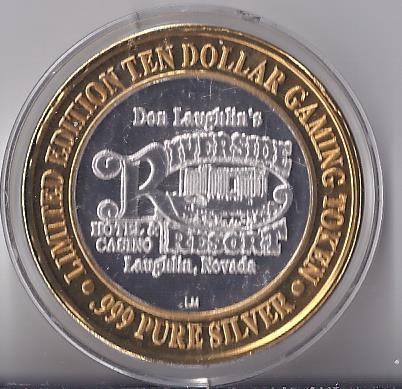 LIMITED EDITION TEN DOLLAR GAMING TOKEN
Don Laughlin's
RIVERSIDE
HOTEL &
CASINO
RESORT
Laughlin, Nevada
LM
• .999 PURE SILVER •